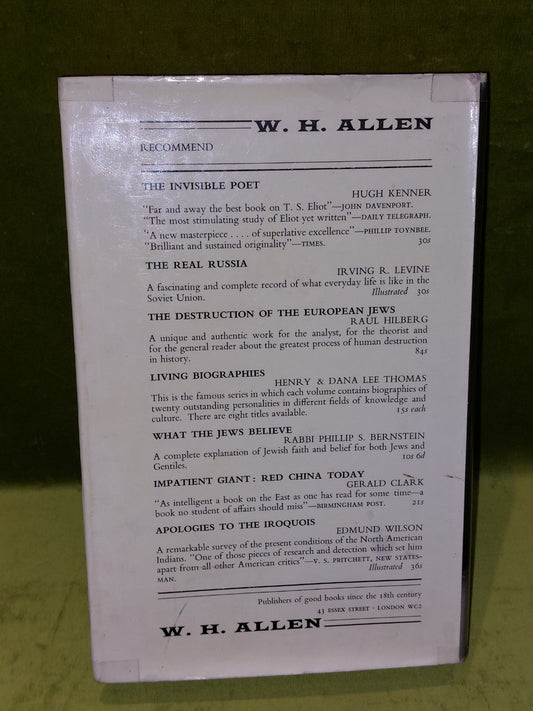 W. H. ALLEN
RECOMMEND
THE INVISIBLE POET
HUGH KENNER
"Far and away the best book on T. S. Eliot"—JOHN DAVENPORT.
"The most stimulating study of Eliot yet written"—DAILY TELEGRAPH.
"A new masterpiece . . . . of superlative excellence"—PHILIP TOYNBEE.
"Brilliant and sustained originality"—TIMES. 30s
THE REAL RUSSIA
IRVING R. LEVINE
A fascinating and complete record of what everyday life is like in the
Soviet Union. Illustrated 30s
THE DESTRUCTION OF THE EUROPEAN JEWS
RAUL HILBERG
A unique and authentic work for the analyst, for the theorist and
for the general reader about the greatest process of human destruction
in history. 84s
LIVING BIOGRAPHIES
HENRY & DANA LEE THOMAS
This is the famous series in which each volume contains biographies of
twenty outstanding personalities in different fields of knowledge and
culture. There are eight titles available. 15s each
WHAT THE JEWS BELIEVE
RABBI PHILLIP S. BERNSTEIN
A complete explanation of Jewish faith and belief for both Jews and
Gentiles. 10s 6d
IMPATIENT GIANT: RED CHINA TODAY
GERALD CLARK
"As intelligent a book on the East as one has read for some time—a
book no student of affairs should miss"—BIRMINGHAM POST. 21s
APOLOGIES TO THE IROQUOIS
EDMUND WILSON
A remarkable survey of the present conditions of the North American
Indians. "One of those pieces of research and detection which set him
apart from all other American critics"—V. S. PRITCHETT, NEW STATES-
MAN. Illustrated 36s
Publishers of good books since the 18th century
43 ESSEX STREET · LONDON WC2
W. H. ALLEN